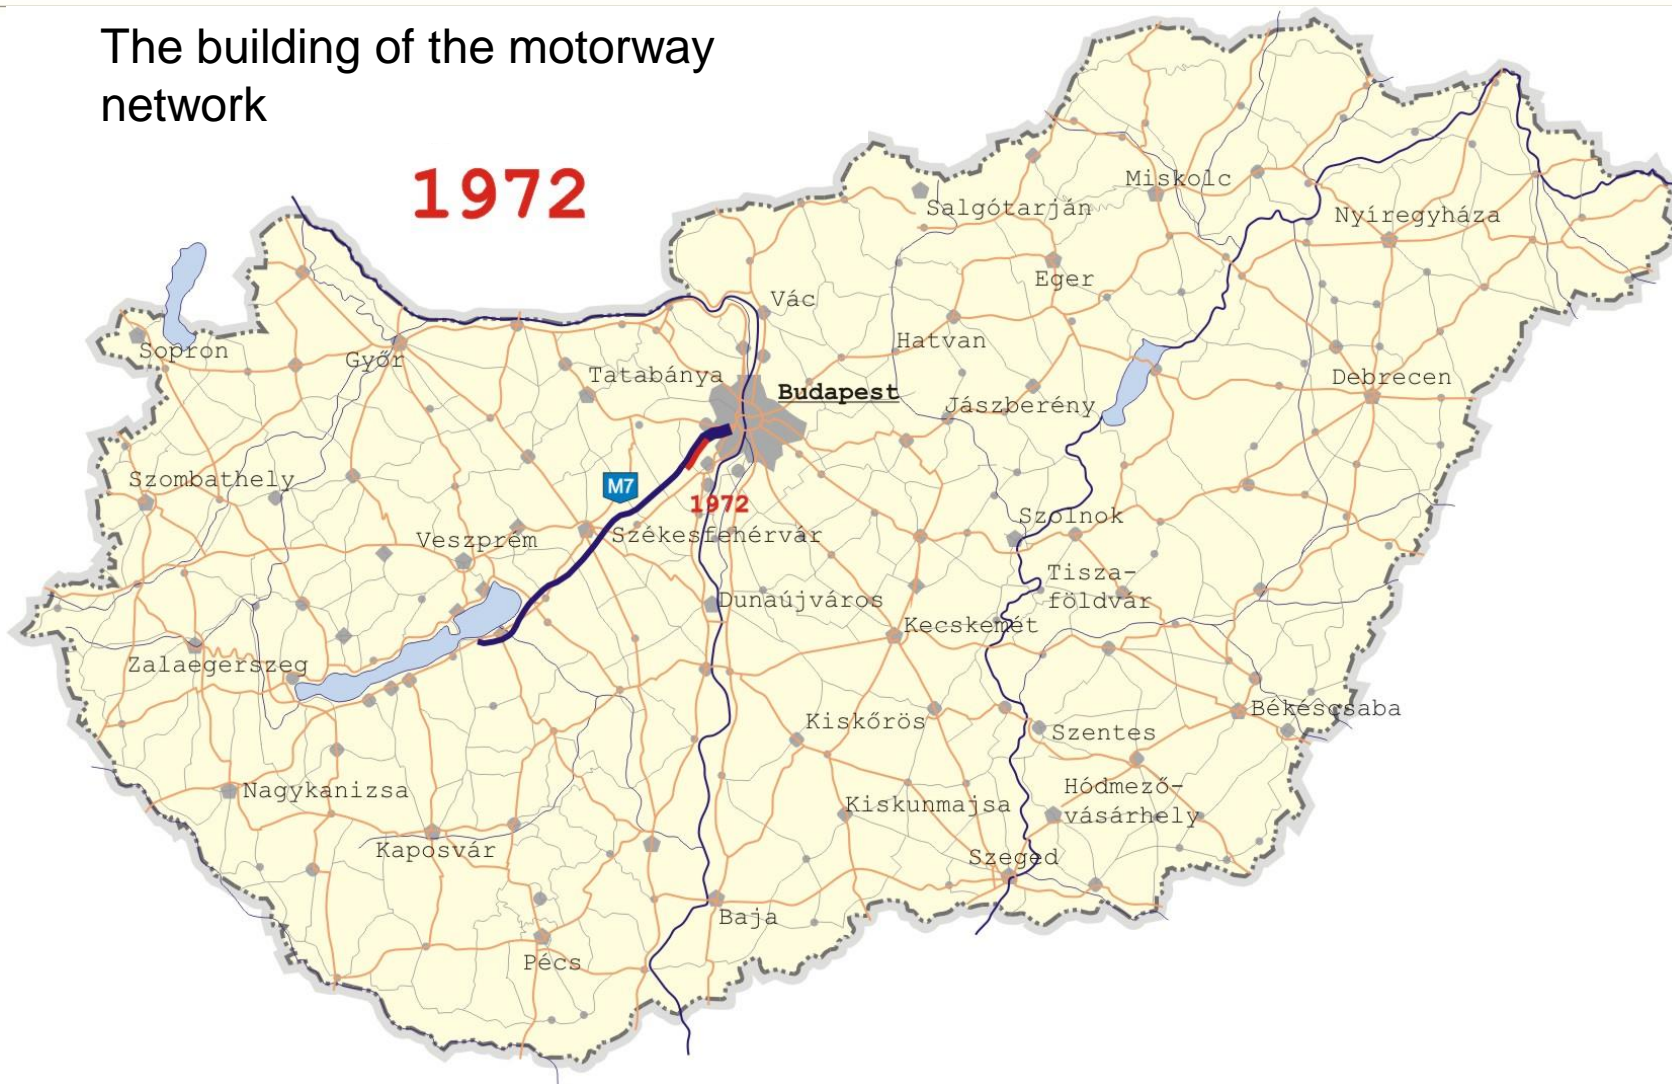 The building of the motorway
network
1972
Miskolc
Salgótarján
Nyíregyháza
Eger
Vác
Hatvan
Sopron
Győr
Tatabánya
Budapest
Debrecen
Jászberény
Szombathely
M7
1972
Szolnok
Veszprém
Székesfehérvár
Tisza-
földvár
Dunaújváros
Kecskemét
Zalaegerszeg
Békéscsaba
Kiskőrös
Szentes
Nagykanizsa
Hódmező-
vásárhely
Kiskunmajsa
Kaposvár
Szeged
Baja
Pécs